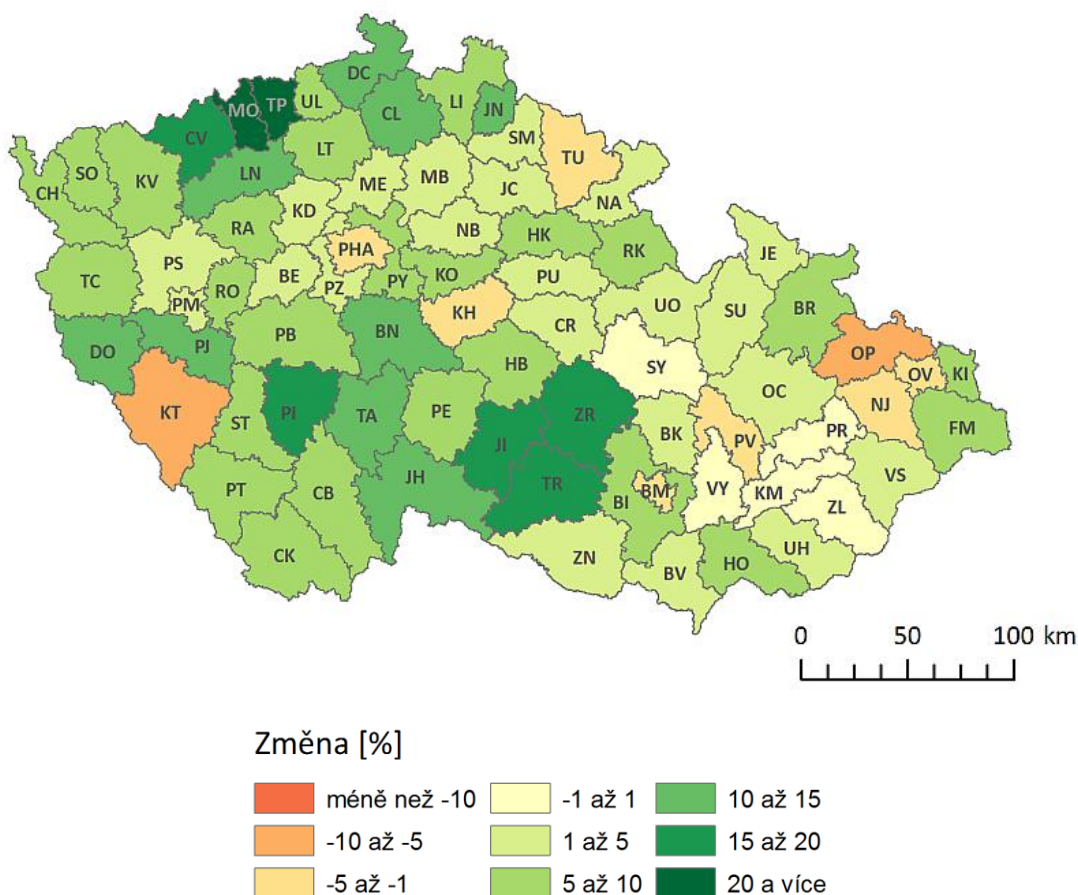 DC
MO TP UL LI JN
CL
CV
SM
LT TU
LN
CH SO KV ME MB JC
KD NA
RA NB HK
PHA RK
PS BE KO JE
TC RO PZ PY PU
PM KH UO SU BR
PB BN CR
DO PJ OP
HB SY OV KI
KT PI TA PE ZR OC NJ
ST BK PV PR FM
JI
JH TR VY KM VS
PT CB BI BM ZL
CK ZN UH
BV HO
0 50 100 km
Změna [%]
méně než -10 -1 až 1 10 až 15
-10 až -5 1 až 5 15 až 20
-5 až -1 5 až 10 20 a více